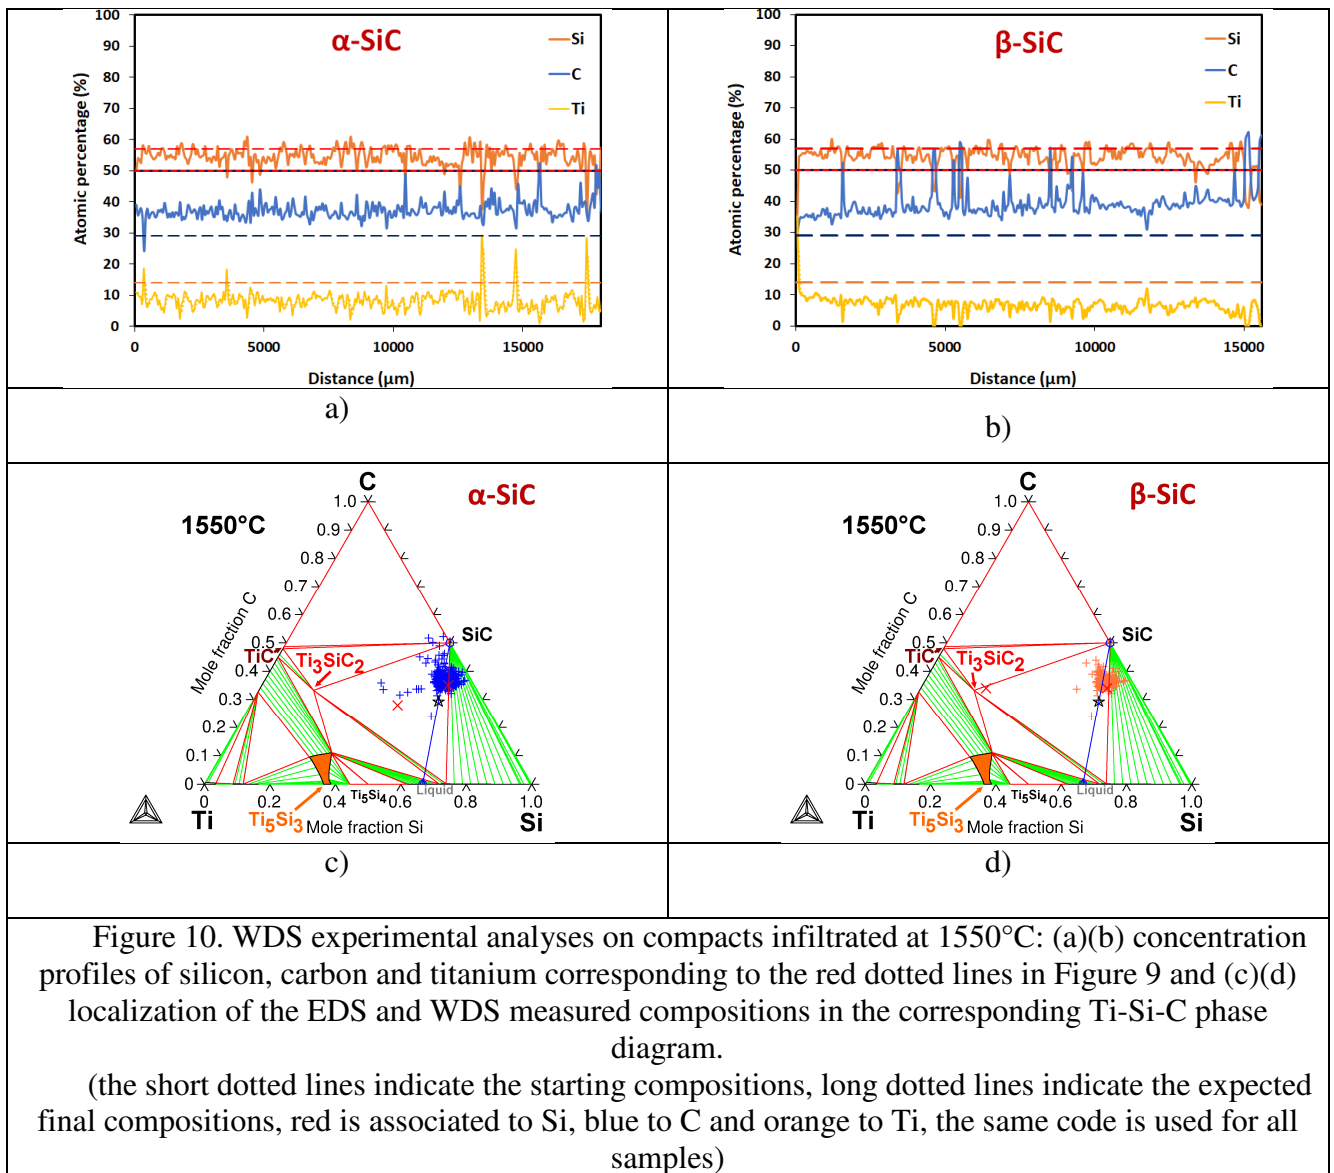 100
90
80
70
60
50
40
30
20
10
0
Atomic percentage (%)
α-SiC
Si
C
Ti
0 5000 10000 15000
Distance (µm)
a)
100
90
80
70
60
50
40
30
20
10
0
Atomic percentage (%)
β-SiC
Si
C
Ti
0 5000 10000 15000
Distance (µm)
b)
C
α-SiC
1550°C
1.0
0.9
0.8
0.7
0.6
0.5
0.4
0.3
0.2
0.1
0
Mole fraction C
SiC
TiC
Ti3SiC2
Ti5Si4
Liquid
0 0.2 0.4 0.6 0.8 1.0
Ti
Ti5Si3
Mole fraction Si
Si
c)
C
β-SiC
1550°C
1.0
0.9
0.8
0.7
0.6
0.5
0.4
0.3
0.2
0.1
0
Mole fraction C
SiC
TiC
Ti3SiC2
Ti5Si4
Liquid
0 0.2 0.4 0.6 0.8 1.0
Ti
Ti5Si3
Mole fraction Si
Si
d)
Figure 10. WDS experimental analyses on compacts infiltrated at 1550°C: (a)(b) concentration
profiles of silicon, carbon and titanium corresponding to the red dotted lines in Figure 9 and (c)(d)
localization of the EDS and WDS measured compositions in the corresponding Ti-Si-C phase
diagram.
(the short dotted lines indicate the starting compositions, long dotted lines indicate the expected
final compositions, red is associated to Si, blue to C and orange to Ti, the same code is used for all
samples)